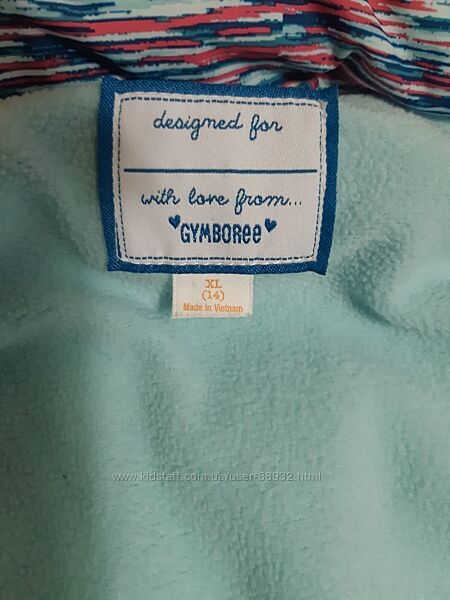 designed for
with love from...
GYMBOREE
XL
(14)
Made in Vietnam
www.kidstaff.com.ua/user-88932.html